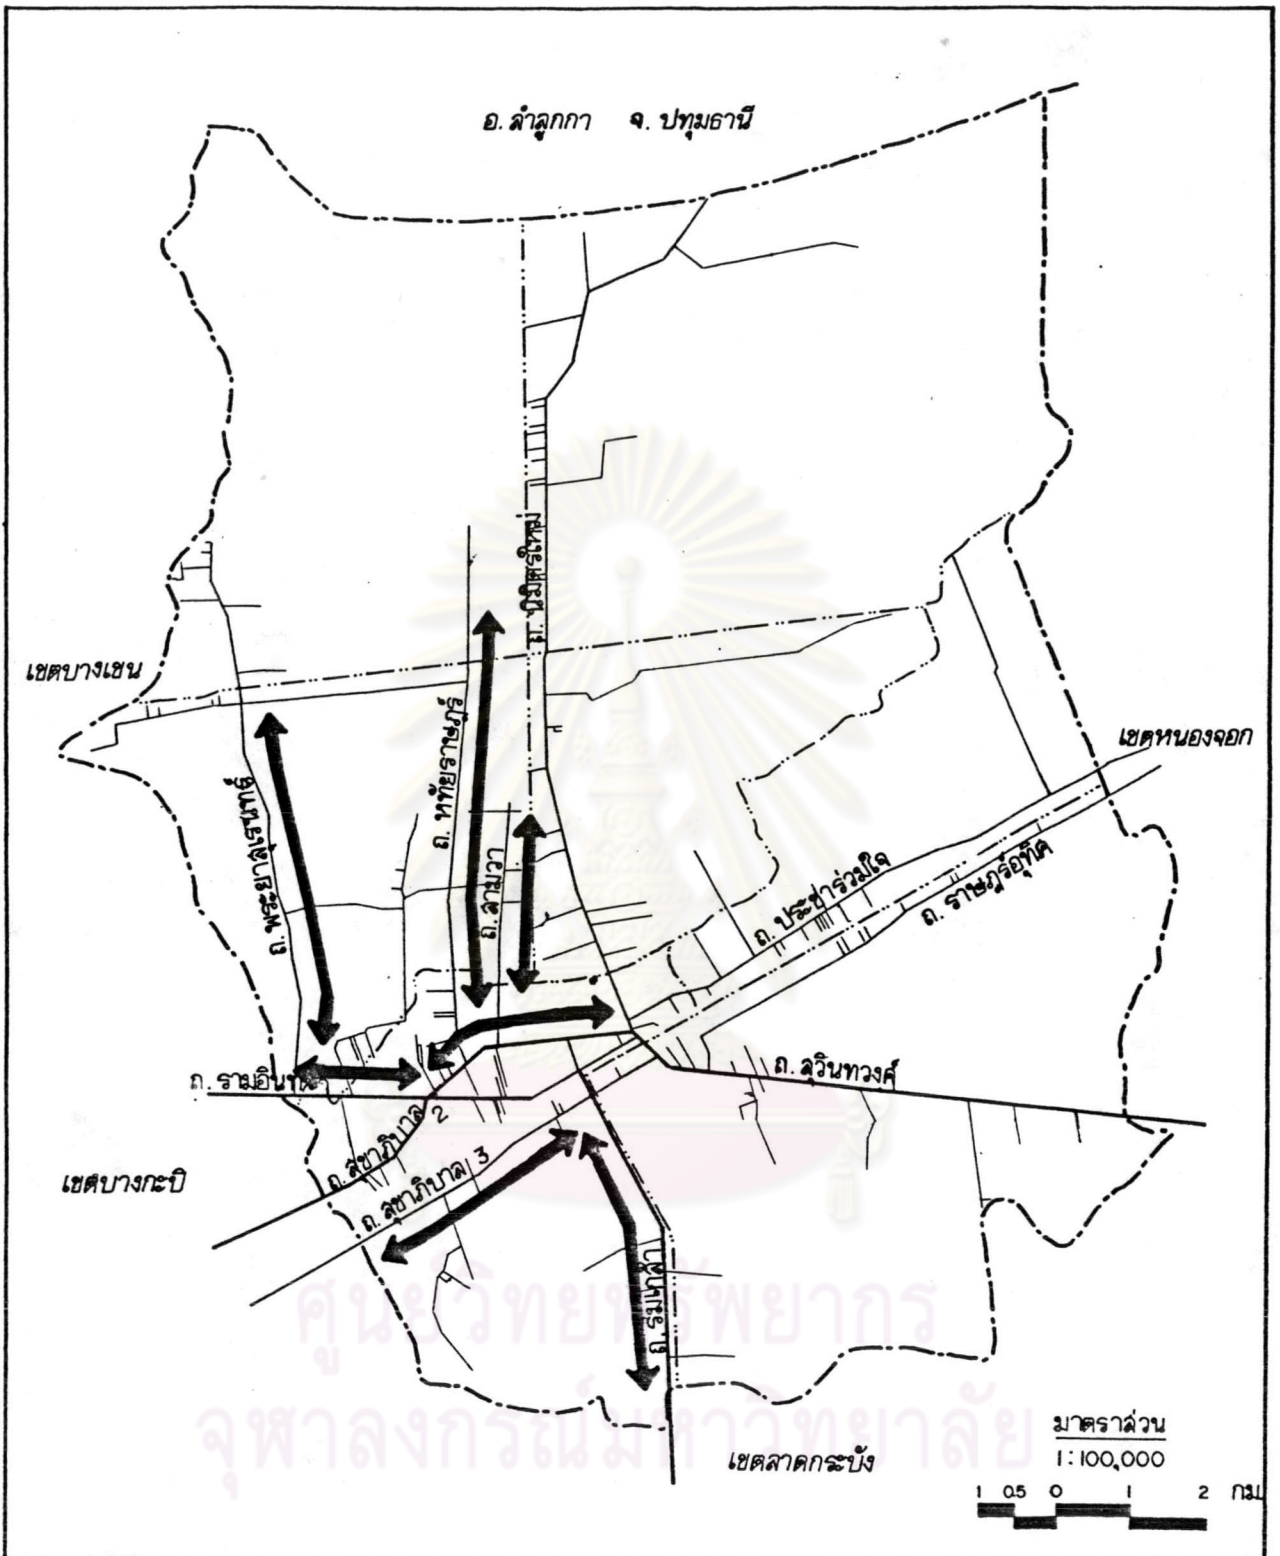 อ. ลำลูกกา จ. ปทุมธานี
ถ. นิมิตรใหม่
เขตบางเขน
ถ. หทัยราษฎร์
เขตหนองจอก
ถ. พระยาสุเรนทร์
ถ. สามวา
ถ. ประชาร่วมใจ
ถ. ราษฎร์อุทิศ
ถ. รามอินทรา
ถ. สุวินทวงศ์
ถ. สุขาภิบาล 2
ถ. สุขาภิบาล 3
เขตบางกะปิ
ถ. ร่มเกล้า
ศูนย์วิทยทรัพยากร
จุฬาลงกรณ์มหาวิทยาลัย
เขตลาดกระบัง
มาตราส่วน
1:100,000
1 0.5 0 1 2 กม.